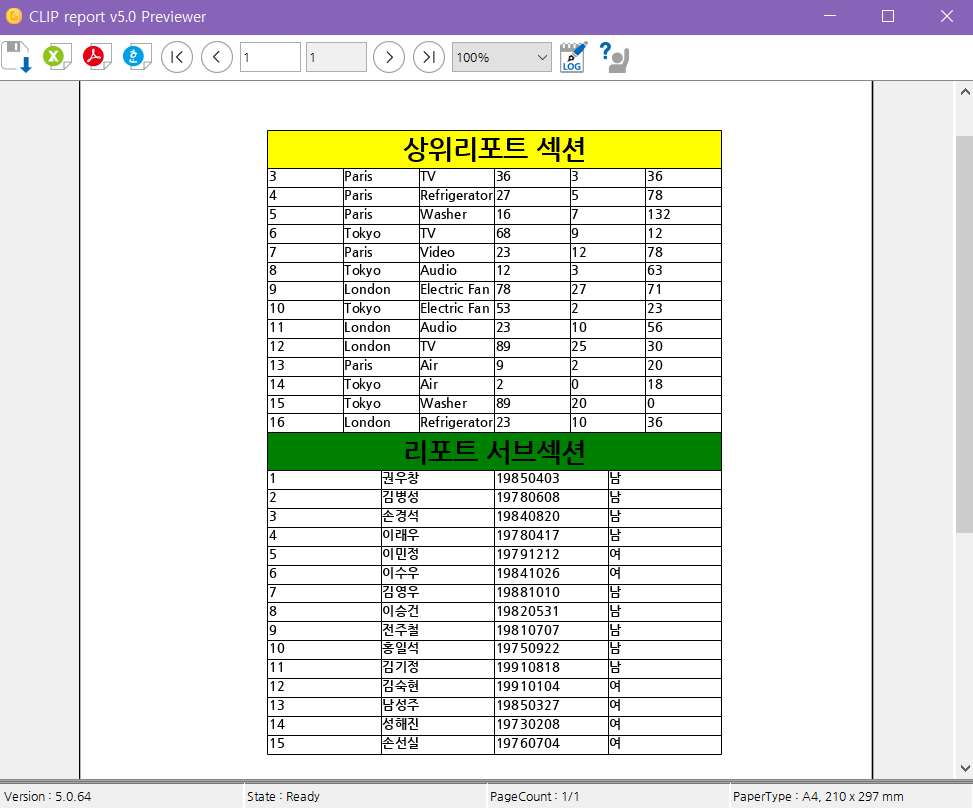 CLIP report v5.0 Previewer
1 1 100% LOG
상위리포트 섹션
3 Paris TV 36 3 36
4 Paris Refrigerator 27 5 78
5 Paris Washer 16 7 132
6 Tokyo TV 68 9 12
7 Paris Video 23 12 78
8 Tokyo Audio 12 3 63
9 London Electric Fan 78 27 71
10 Tokyo Electric Fan 53 2 23
11 London Audio 23 10 56
12 London TV 89 25 30
13 Paris Air 9 2 20
14 Tokyo Air 2 0 18
15 Tokyo Washer 89 20 0
16 London Refrigerator 23 10 36
리포트 서브섹션
1 권우창 19850403 남
2 김병성 19780608 남
3 손경석 19840820 남
4 이래우 19780417 남
5 이민정 19791212 여
6 이수우 19841026 여
7 김영우 19881010 남
8 이승건 19820531 남
9 전주철 19810707 남
10 홍일석 19750922 남
11 김기정 19910818 남
12 김숙현 19910104 여
13 남성주 19850327 여
14 성해진 19730208 여
15 손선실 19760704 여
Version : 5.0.64 State : Ready PageCount : 1/1 PaperType : A4, 210 x 297 mm